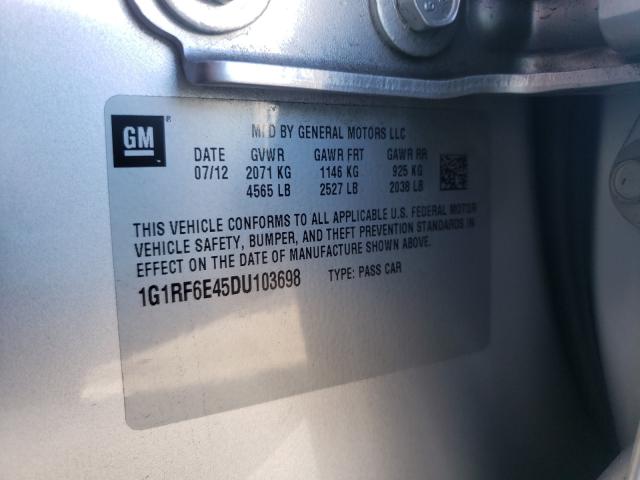 GM ®
MFD BY GENERAL MOTORS LLC
DATE GVWR GAWR FRT GAWR RR
07/12 2071 KG 1146 KG 925 KG
4565 LB 2527 LB 2038 LB
THIS VEHICLE CONFORMS TO ALL APPLICABLE U.S. FEDERAL MOTOR
VEHICLE SAFETY, BUMPER, AND THEFT PREVENTION STANDARDS IN
EFFECT ON THE DATE OF MANUFACTURE SHOWN ABOVE.
1G1RF6E45DU103698 TYPE: PASS CAR